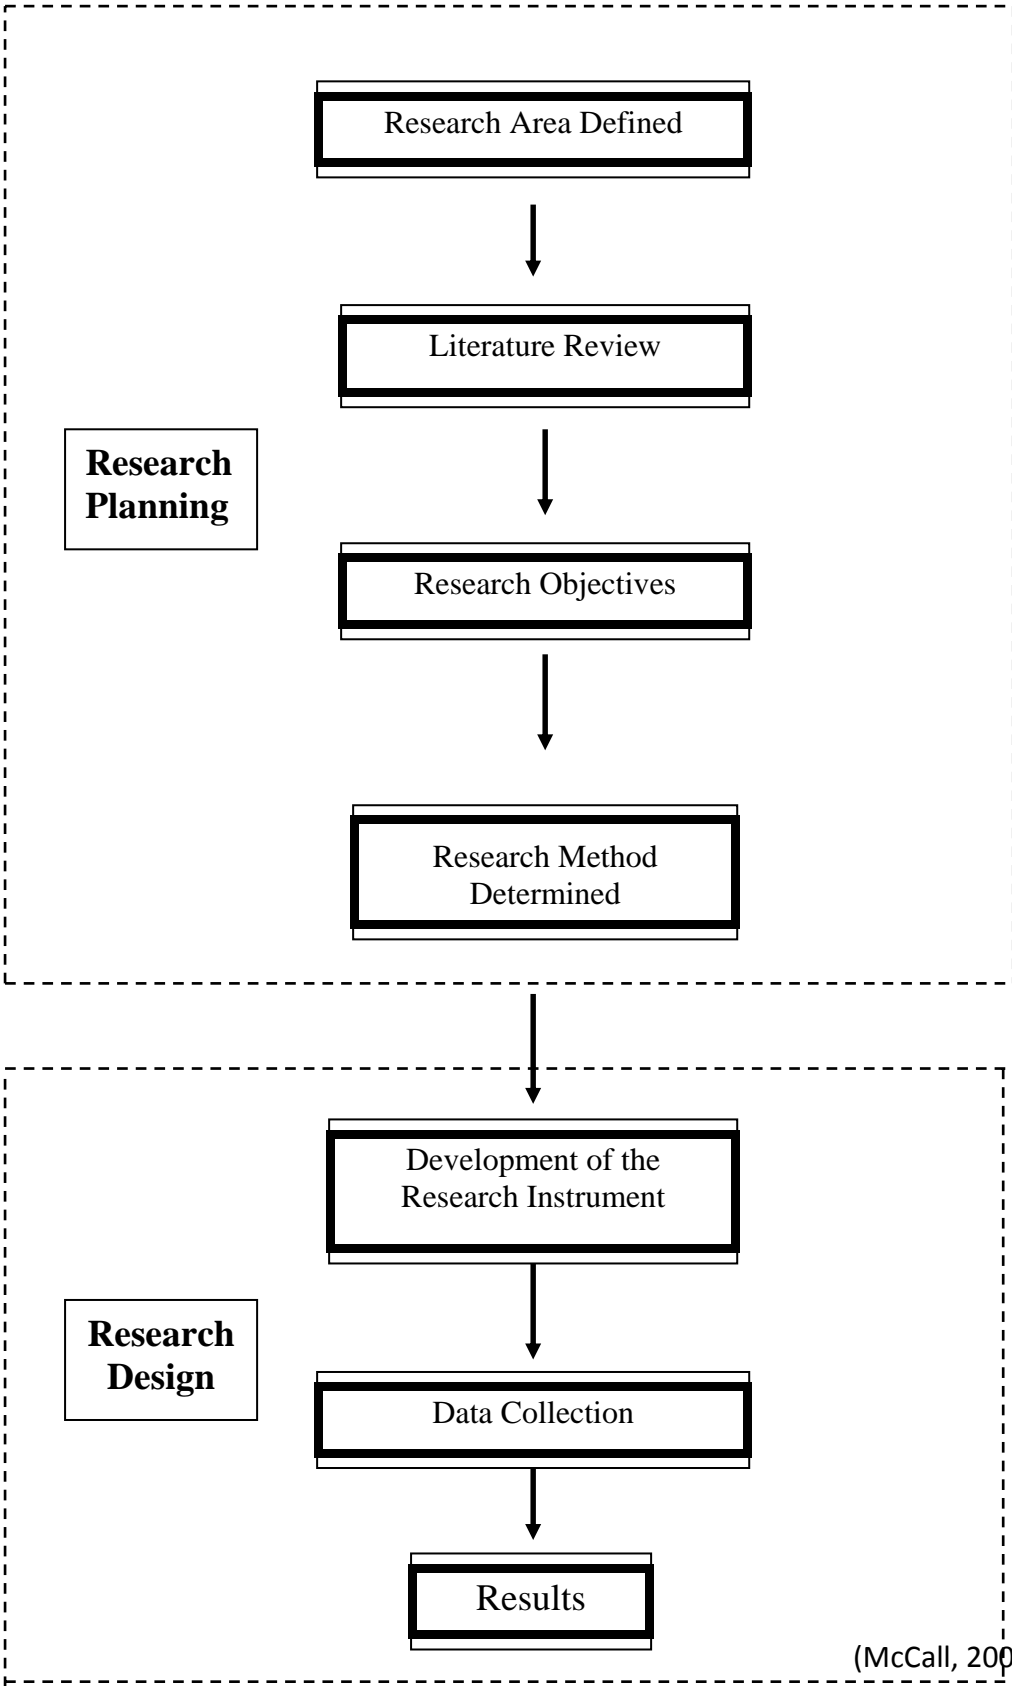 Research Area Defined
Literature Review
Research
Planning
Research Objectives
Research Method
Determined
Development of the
Research Instrument
Research
Design
Data Collection
Results
(McCall, 200